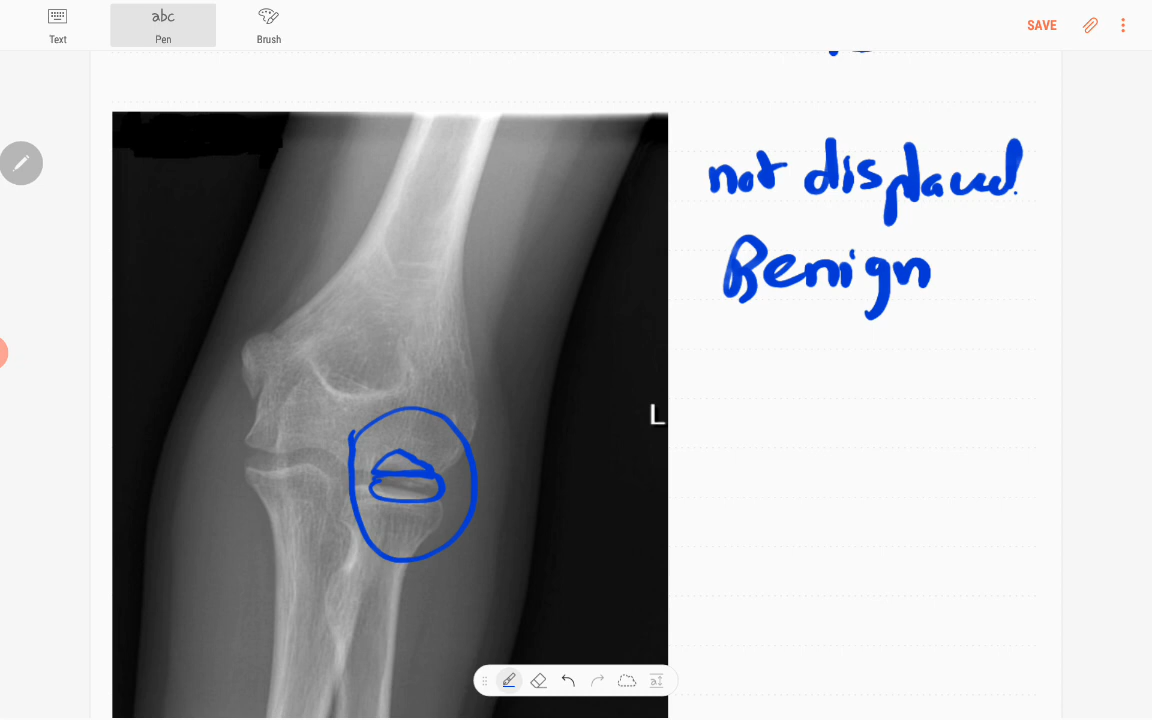 Text
abc
Pen
Brush
SAVE
not displaced.
Benign
L